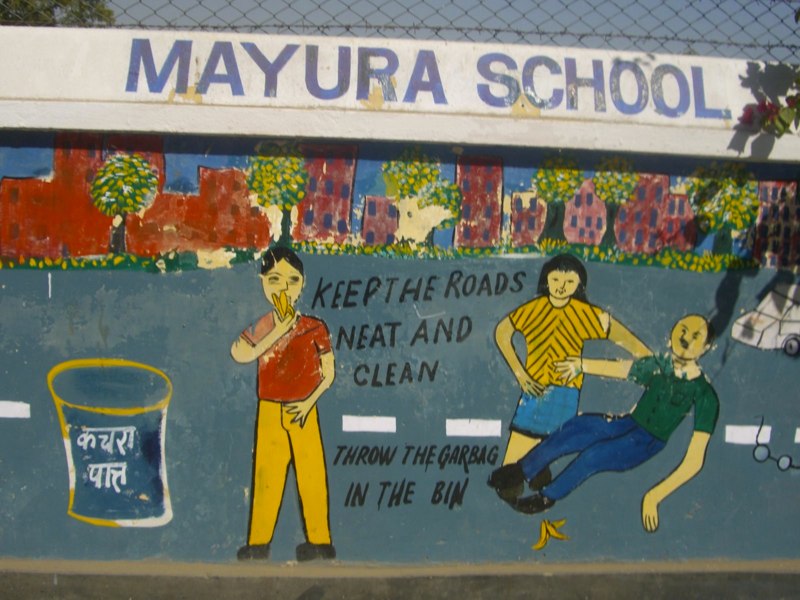 MAYURA SCHOOL
KEEP THE ROADS
NEAT AND
CLEAN
THROW THE GARBAG
IN THE BIN
कचरा
पात्त